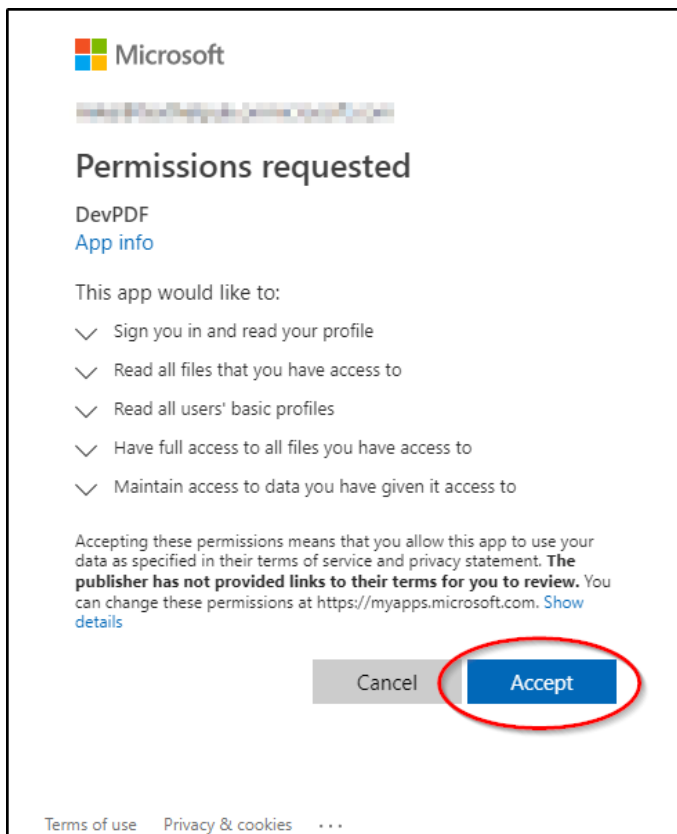 Microsoft
Permissions requested
DevPDF
App info
This app would like to:
Sign you in and read your profile
Read all files that you have access to
Read all users' basic profiles
Have full access to all files you have access to
Maintain access to data you have given it access to
Accepting these permissions means that you allow this app to use your
data as specified in their terms of service and privacy statement. The
publisher has not provided links to their terms for you to review. You
can change these permissions at https://myapps.microsoft.com. Show
details
Cancel Accept
Terms of use Privacy & cookies ...